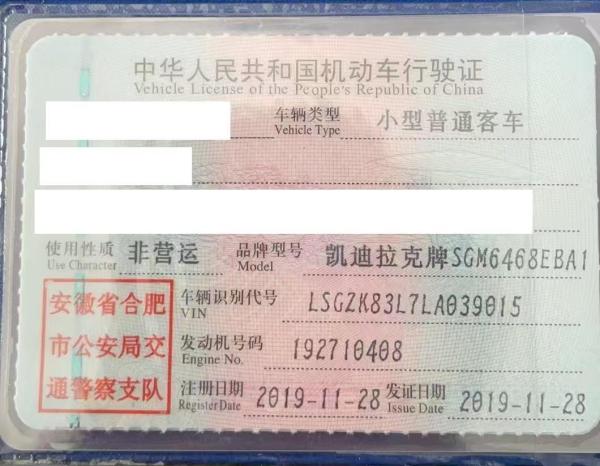 中华人民共和国机动车行驶证
Vehicle License of the People's Republic of China
车辆类型 小型普通客车
Vehicle Type
使用性质 非营运 品牌型号 凯迪拉克牌SGM6468EBA1
Use Character Model
安徽省合肥
市公安局交
通警察支队
车辆识别代号 LSGZK83L7LA039015
VIN
发动机号码 192710408
Engine No.
注册日期 2019-11-28 发证日期 2019-11-28
Register Date Issue Date